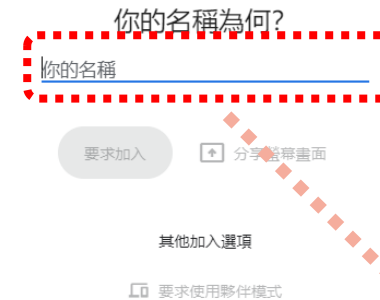 你的名稱為何?
你的名稱
要求加入 分享螢幕畫面
其他加入選項
要求使用夥伴模式